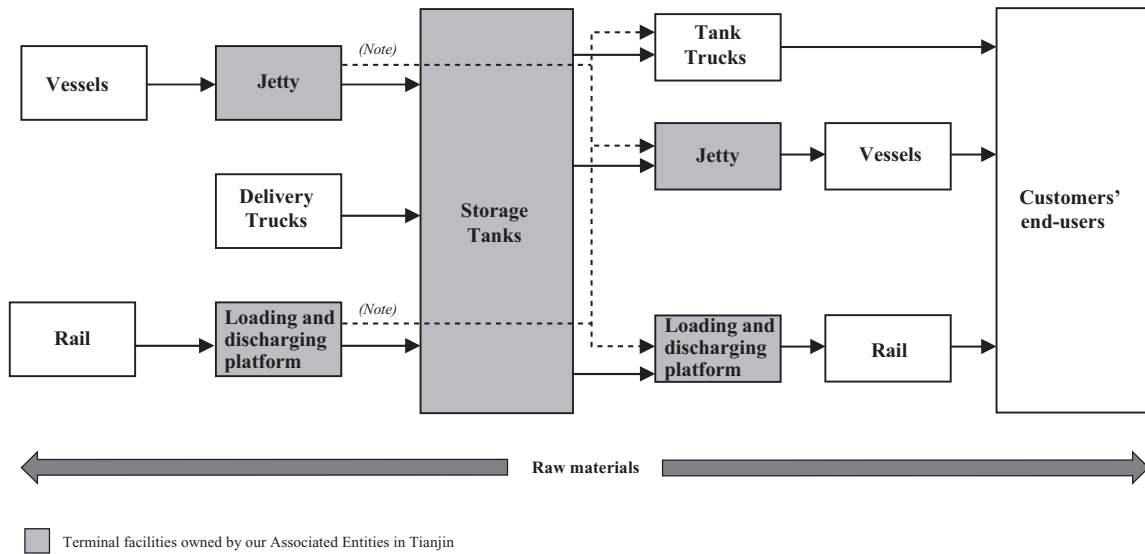 (Note)
Tank
Trucks
Vessels
Jetty
Jetty
Vessels
Delivery
Trucks
Storage
Tanks
Customers’
end-users
(Note)
Rail
Loading and
discharging
platform
Loading and
discharging
platform
Rail
Raw materials
Terminal facilities owned by our Associated Entities in Tianjin